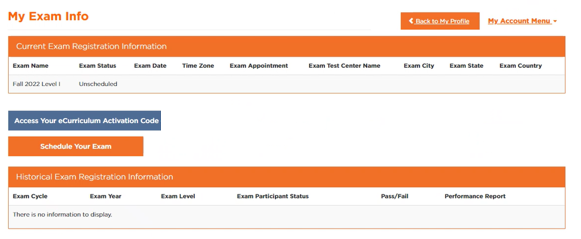 My Exam Info
Back to My Profile My Account Menu
Current Exam Registration Information
Exam Name Exam Status Exam Date Time Zone Exam Appointment Exam Test Center Name Exam City Exam State Exam Country
Fall 2022 Level I Unscheduled
Access Your eCurriculum Activation Code
Schedule Your Exam
Historical Exam Registration Information
Exam Cycle Exam Year Exam Level Exam Participant Status Pass/Fail Performance Report
There is no information to display.